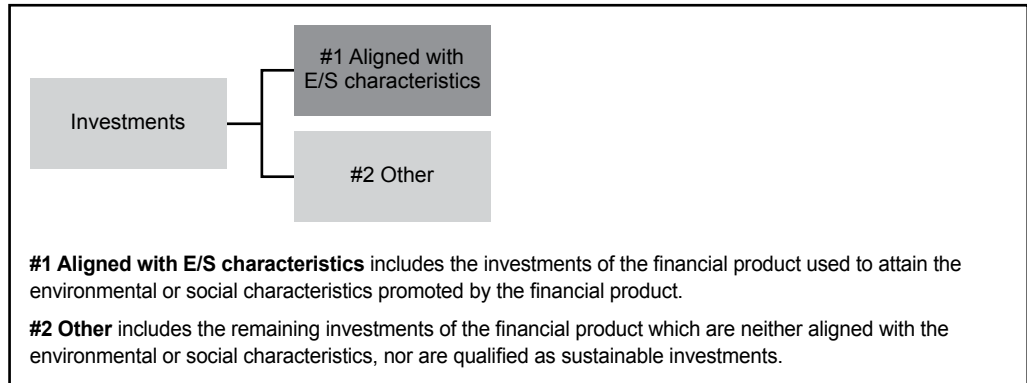 #1 Aligned with
E/S characteristics
Investments
#2 Other
#1 Aligned with E/S characteristics includes the investments of the financial product used to attain the
environmental or social characteristics promoted by the financial product.
#2 Other includes the remaining investments of the financial product which are neither aligned with the
environmental or social characteristics, nor are qualified as sustainable investments.